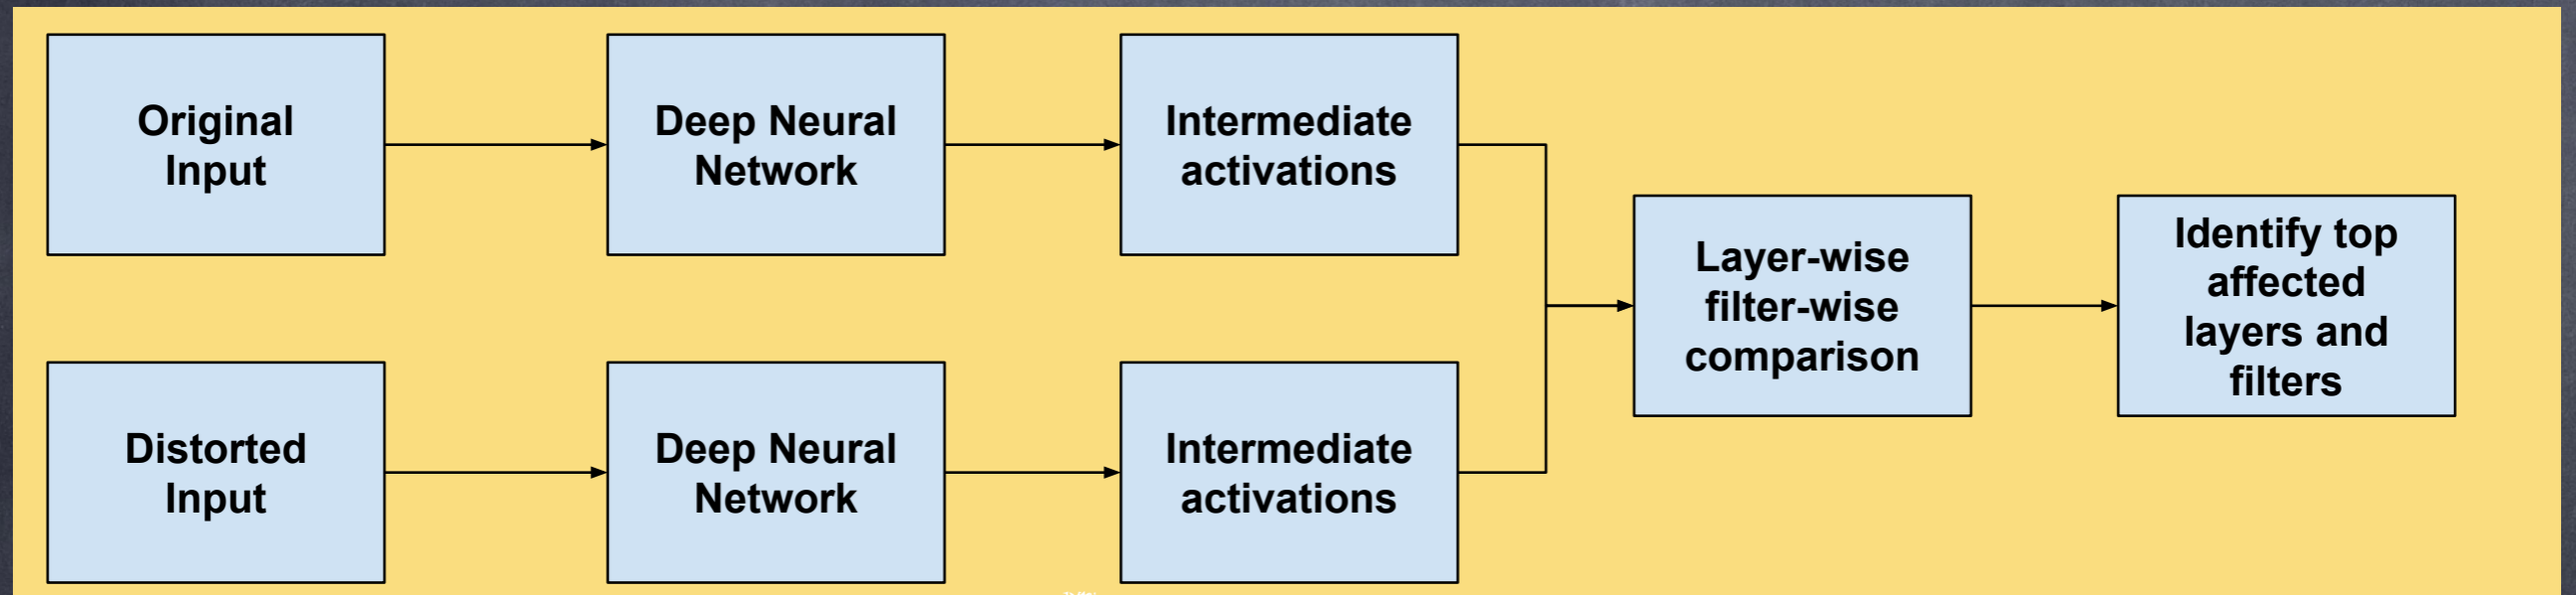 Original
Input
Deep Neural
Network
Intermediate
activations
Layer-wise
filter-wise
comparison
Identify top
affected
layers and
filters
Distorted
Input
Deep Neural
Network
Intermediate
activations